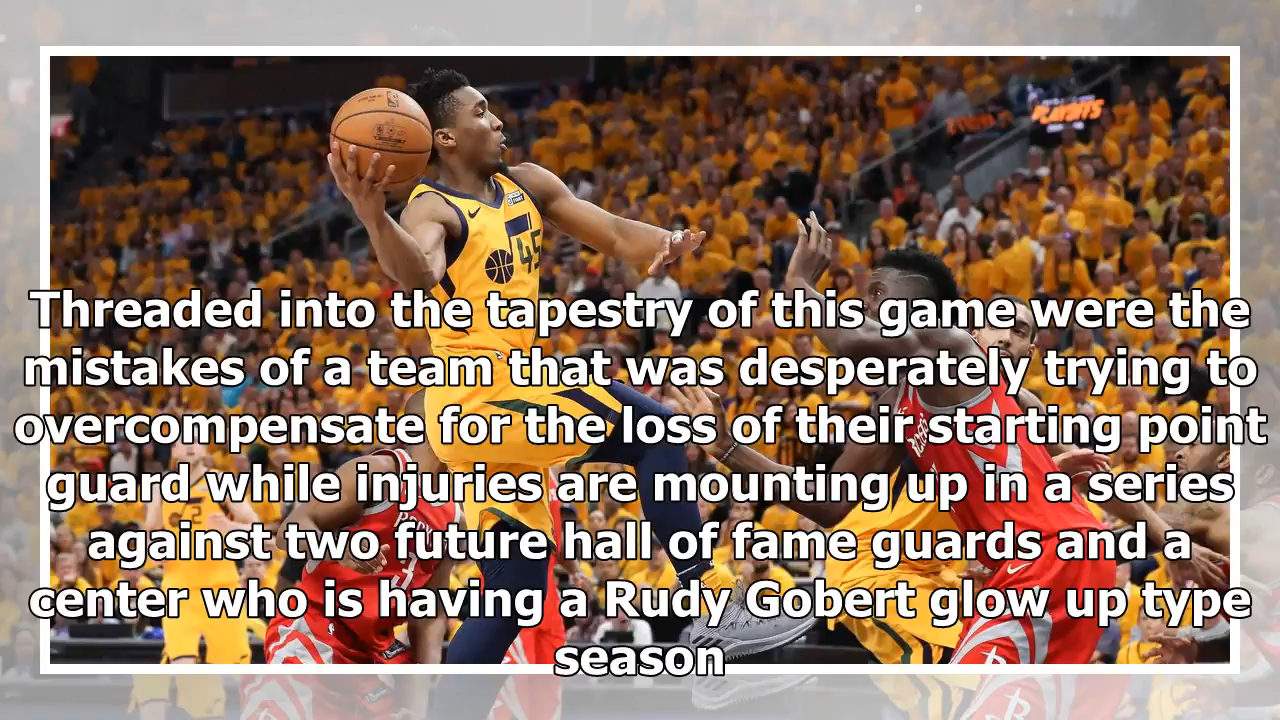 PLAYOFFS
45
Threaded into the tapestry of this game were the
mistakes of a team that was desperately trying to
overcompensate for the loss of their starting point
guard while injuries are mounting up in a series
against two future hall of fame guards and a
center who is having a Rudy Gobert glow up type
season